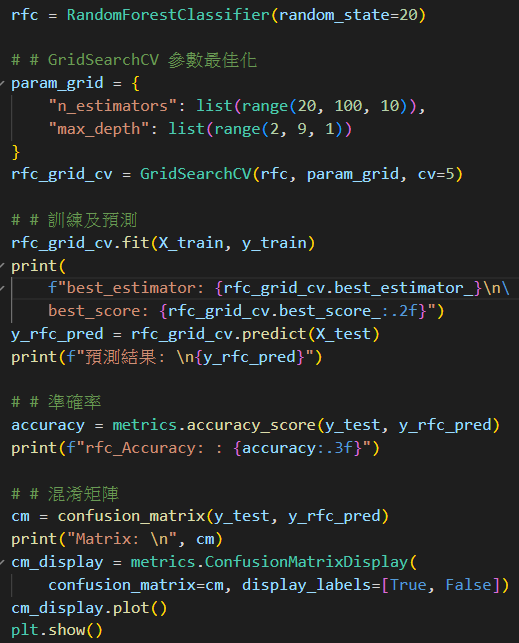 rfc = RandomForestClassifier(random_state=20)
# # GridSearchCV 參數最佳化
param_grid = {
    "n_estimators": list(range(20, 100, 10)),
    "max_depth": list(range(2, 9, 1))
}
rfc_grid_cv = GridSearchCV(rfc, param_grid, cv=5)
# # 訓練及預測
rfc_grid_cv.fit(X_train, y_train)
print(
    f"best_estimator: {rfc_grid_cv.best_estimator_}\n\
    best_score: {rfc_grid_cv.best_score_:.2f}")
y_rfc_pred = rfc_grid_cv.predict(X_test)
print(f"預測結果: \n{y_rfc_pred}")
# # 準確率
accuracy = metrics.accuracy_score(y_test, y_rfc_pred)
print(f"rfc_Accuracy: : {accuracy:.3f}")
# # 混淆矩陣
cm = confusion_matrix(y_test, y_rfc_pred)
print("Matrix: \n", cm)
cm_display = metrics.ConfusionMatrixDisplay(
    confusion_matrix=cm, display_labels=[True, False])
cm_display.plot()
plt.show()